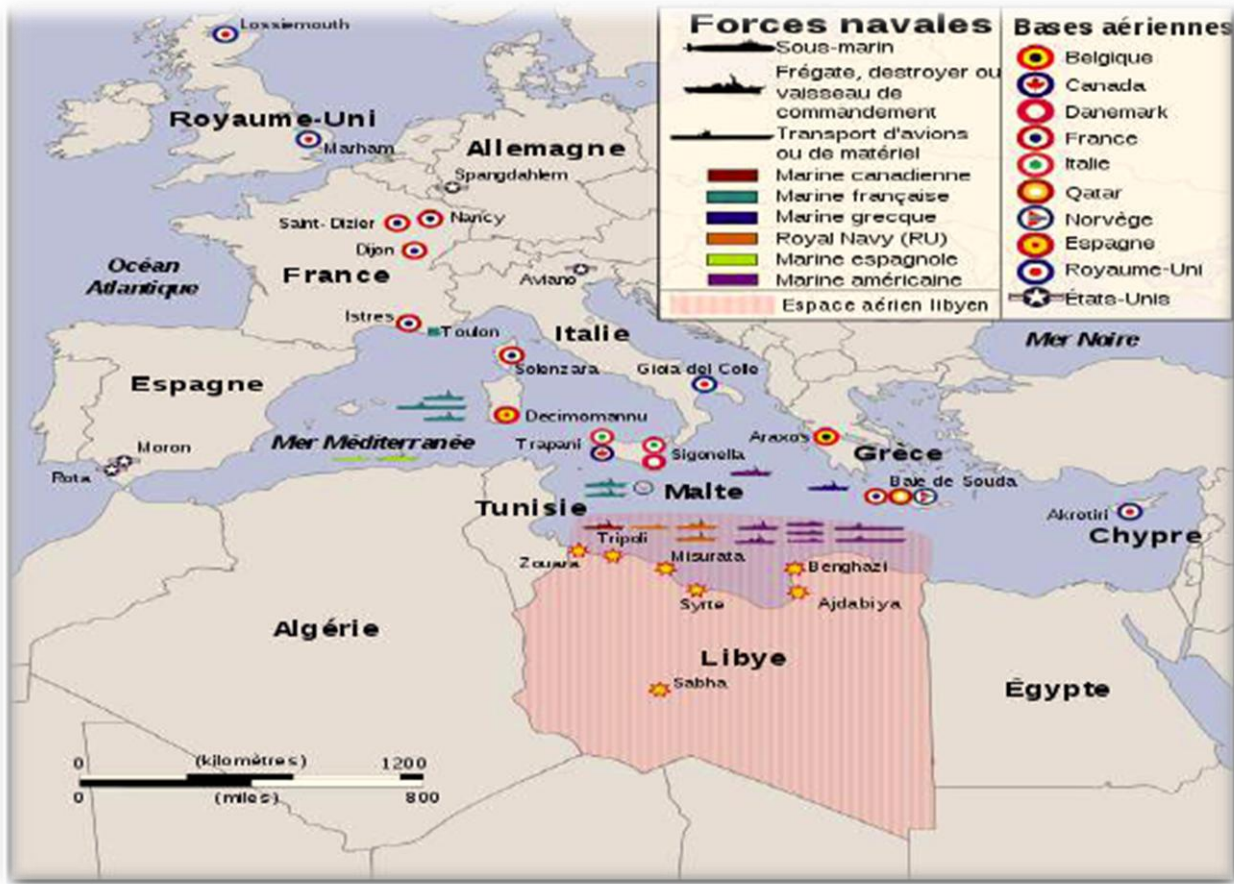 Forces navales
Sous-marin
Frégate, destroyer ou
vaisseau de
commandement
Transport d'avions
ou de matériel
Marine canadienne
Marine française
Marine grecque
Royal Navy (RU)
Marine espagnole
Marine américaine
Espace aérien libyen
Bases aériennes
Belgique
Canada
Danemark
France
Italie
Qatar
Norvège
Espagne
Royaume-Uni
États-Unis
Lossiemouth
Royaume-Uni
Marham
Allemagne
Spangdahlem
Saint- Dizier
Nancy
Dijon
Océan
Atlantique
France
Aviano
Istres
Toulon
Italie
Mer Noire
Solenzara
Gioia del Colle
Espagne
Decimomannu
Mer Méditerranée
Trapani
Araxos
Moron
Sigonella
Grèce
Rota
Baie de Souda
Malte
Tunisie
Akrotiri
Chypre
Tripoli
Zouara
Misurata
Benghazi
Syrte
Ajdabiya
Algérie
Libye
Sabha
Égypte
0 (kilomètres) 1200
0 (miles) 800